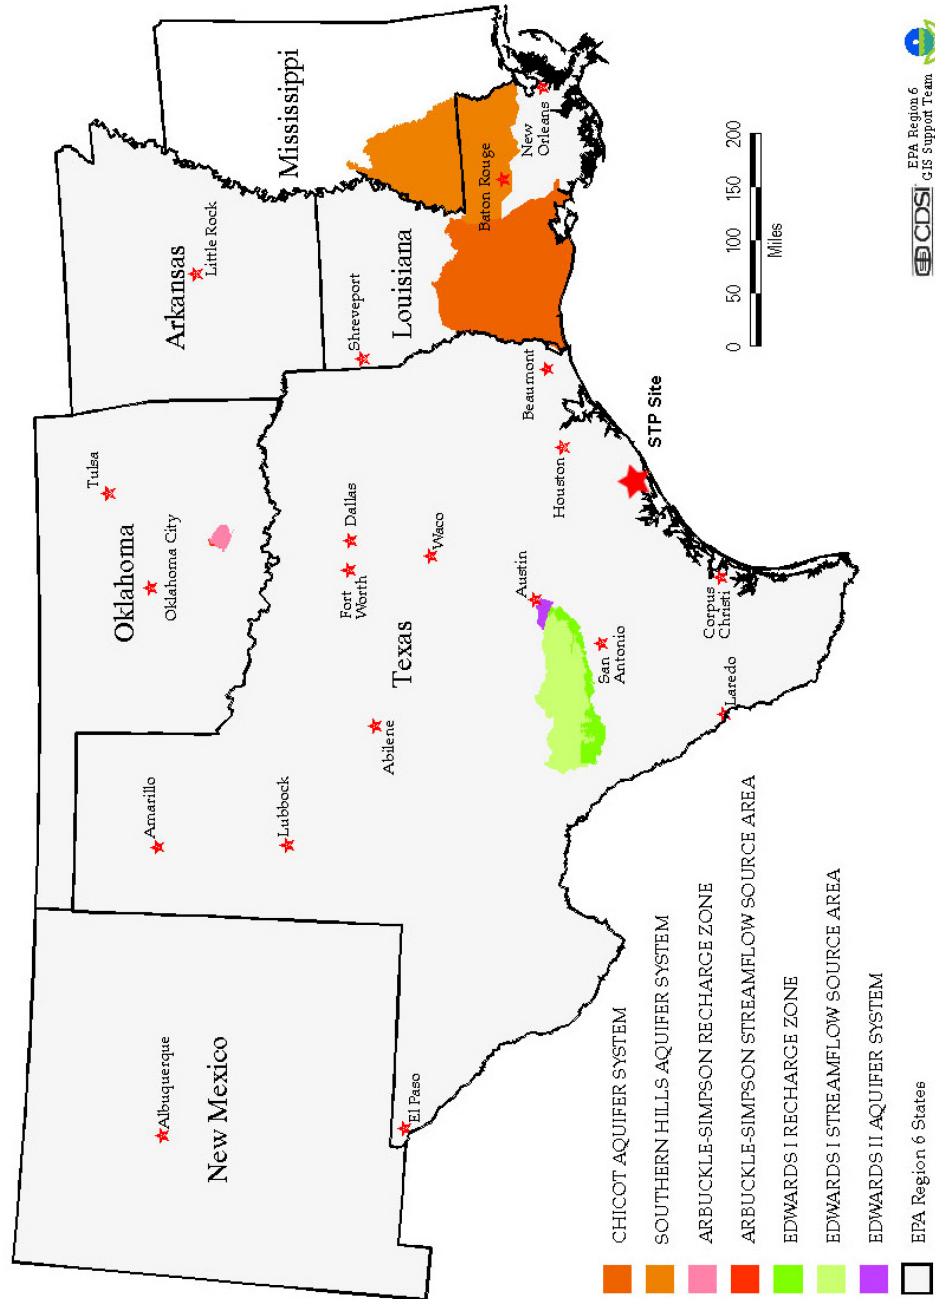 Albuquerque
New Mexico
El Paso
Amarillo
Lubbock
Abilene
Texas
Fort
Worth
Dallas
Waco
Oklahoma
Oklahoma City
Tulsa
Arkansas
Little Rock
Mississippi
Shreveport
Louisiana
Baton Rouge
New
Orleans
Beaumont
Houston
STP Site
Austin
San
Antonio
Corpus
Christi
Laredo
CHICOT AQUIFER SYSTEM
SOUTHERN HILLS AQUIFER SYSTEM
ARBUCKLE-SIMPSON RECHARGE ZONE
ARBUCKLE-SIMPSON STREAMFLOW SOURCE AREA
EDWARDS I RECHARGE ZONE
EDWARDS I STREAMFLOW SOURCE AREA
EDWARDS II AQUIFER SYSTEM
EPA Region 6 States
0 50 100 150 200
Miles
CDSI
EPA Region 6
GIS Support Team